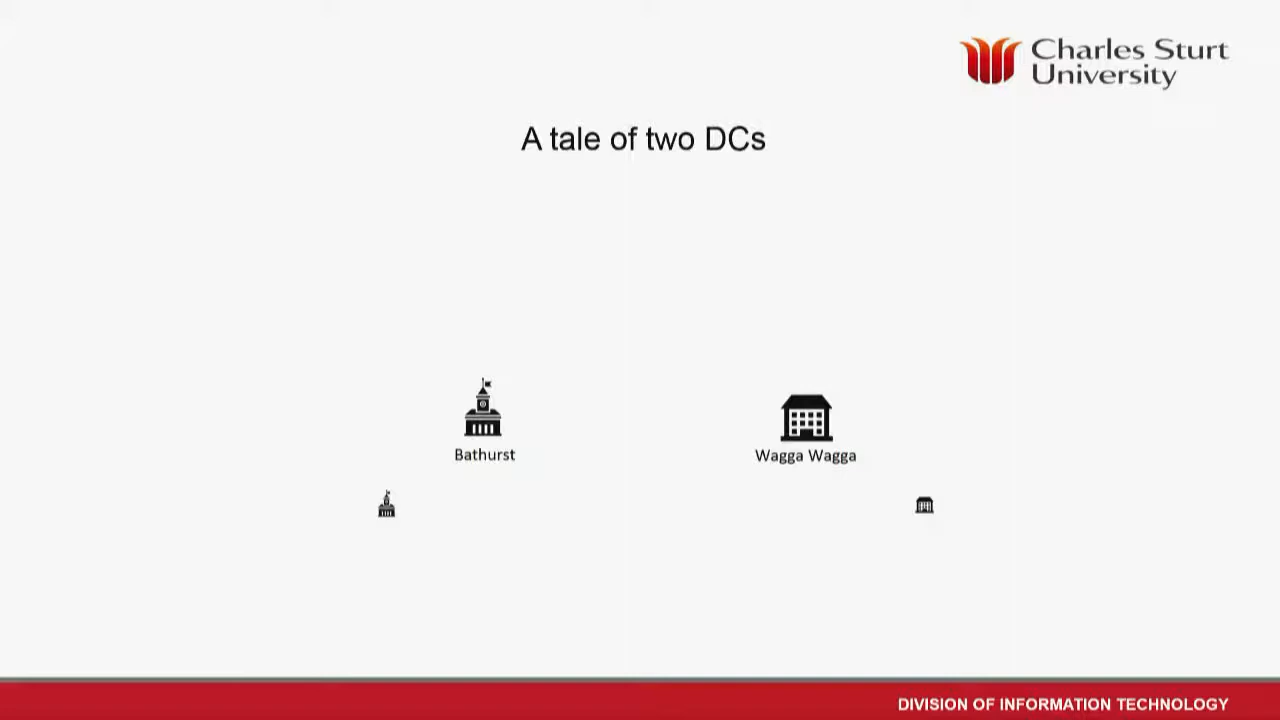 Charles Sturt
University
A tale of two DCs
Bathurst
Wagga Wagga
DIVISION OF INFORMATION TECHNOLOGY